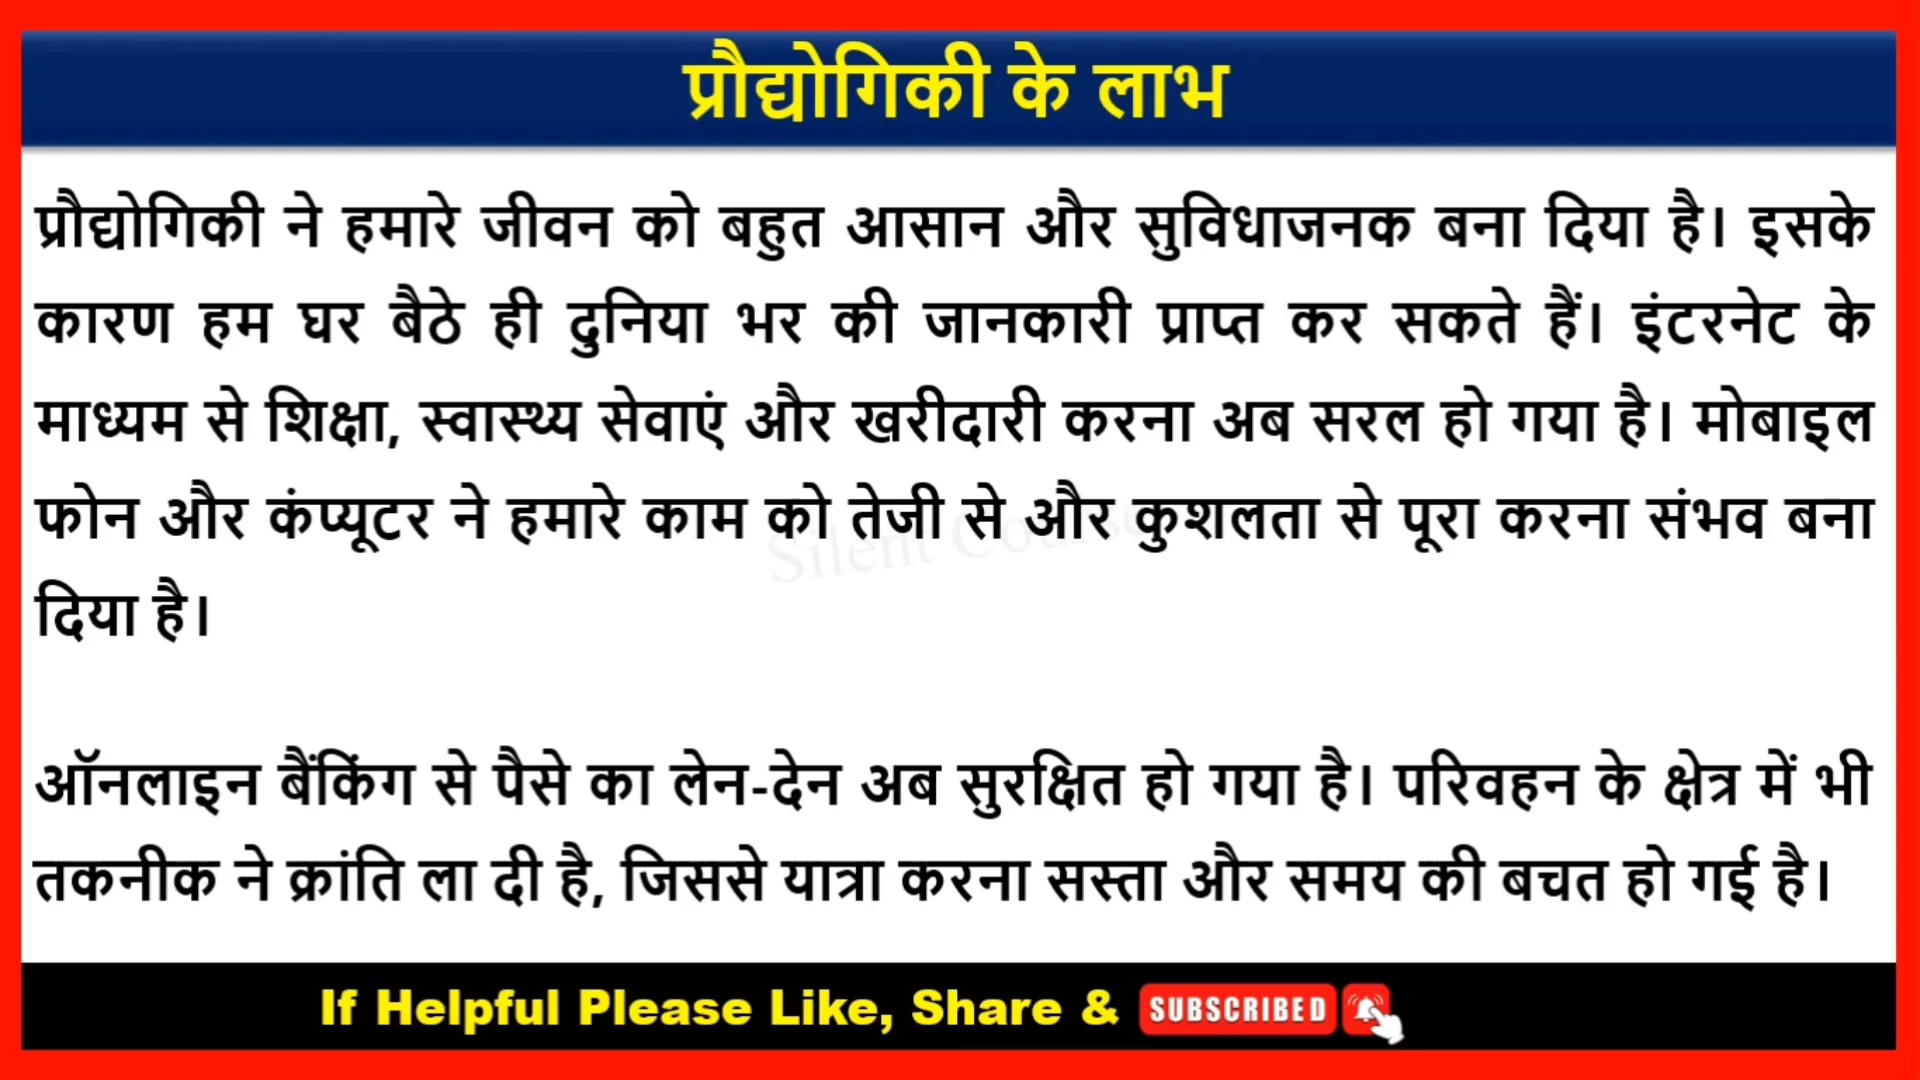 प्रौद्योगिकी के लाभ
प्रौद्योगिकी ने हमारे जीवन को बहुत आसान और सुविधाजनक बना दिया है। इसके
कारण हम घर बैठे ही दुनिया भर की जानकारी प्राप्त कर सकते हैं। इंटरनेट के
माध्यम से शिक्षा, स्वास्थ्य सेवाएं और खरीदारी करना अब सरल हो गया है। मोबाइल
फोन और कंप्यूटर ने हमारे काम को तेजी से और कुशलता से पूरा करना संभव बना
दिया है।
Silent Course
ऑनलाइन बैंकिंग से पैसे का लेन-देन अब सुरक्षित हो गया है। परिवहन के क्षेत्र में भी
तकनीक ने क्रांति ला दी है, जिससे यात्रा करना सस्ता और समय की बचत हो गई है।
If Helpful Please Like, Share & SUBSCRIBED